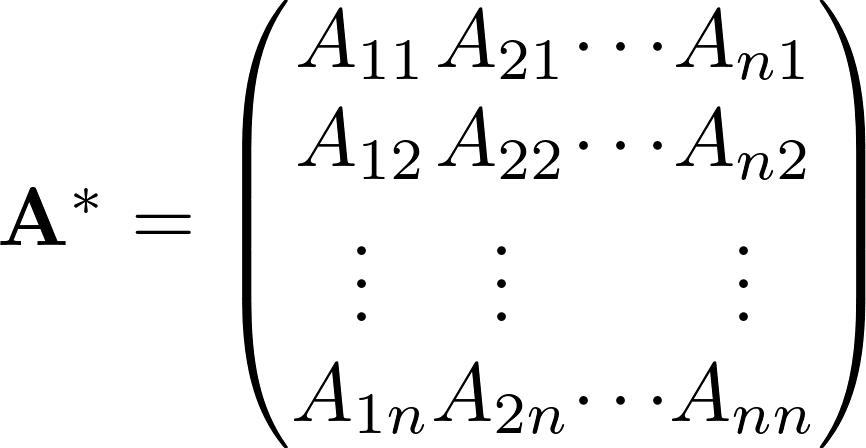 A* = ( A₁₁ A₂₁ ⋯ Aₙ₁
A₁₂ A₂₂ ⋯ Aₙ₂
⋮ ⋮ ⋮
A₁ₙ A₂ₙ ⋯ Aₙₙ )